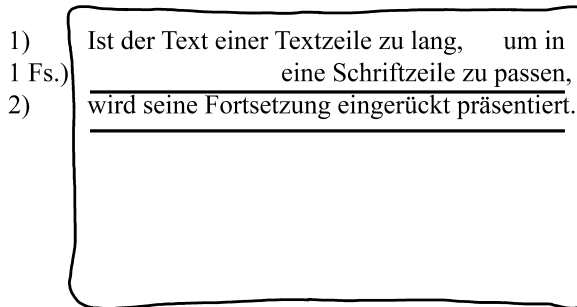 1) Ist der Text einer Textzeile zu lang, um in
1 Fs.) eine Schriftzeile zu passen,
2) wird seine Fortsetzung eingerückt präsentiert.